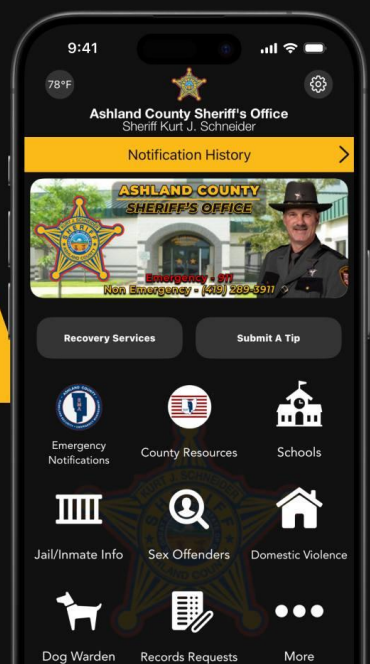 9:41
78°F
Ashland County Sheriff's Office
Sheriff Kurt J. Schneider
Notification History
ASHLAND COUNTY
SHERIFF'S OFFICE
Emergency - 911
Non Emergency - (419) 289-3911
Recovery Services
Submit A Tip
Emergency
Notifications
County Resources
Schools
Jail/Inmate Info
Sex Offenders
Domestic Violence
Dog Warden
Records Requests
More